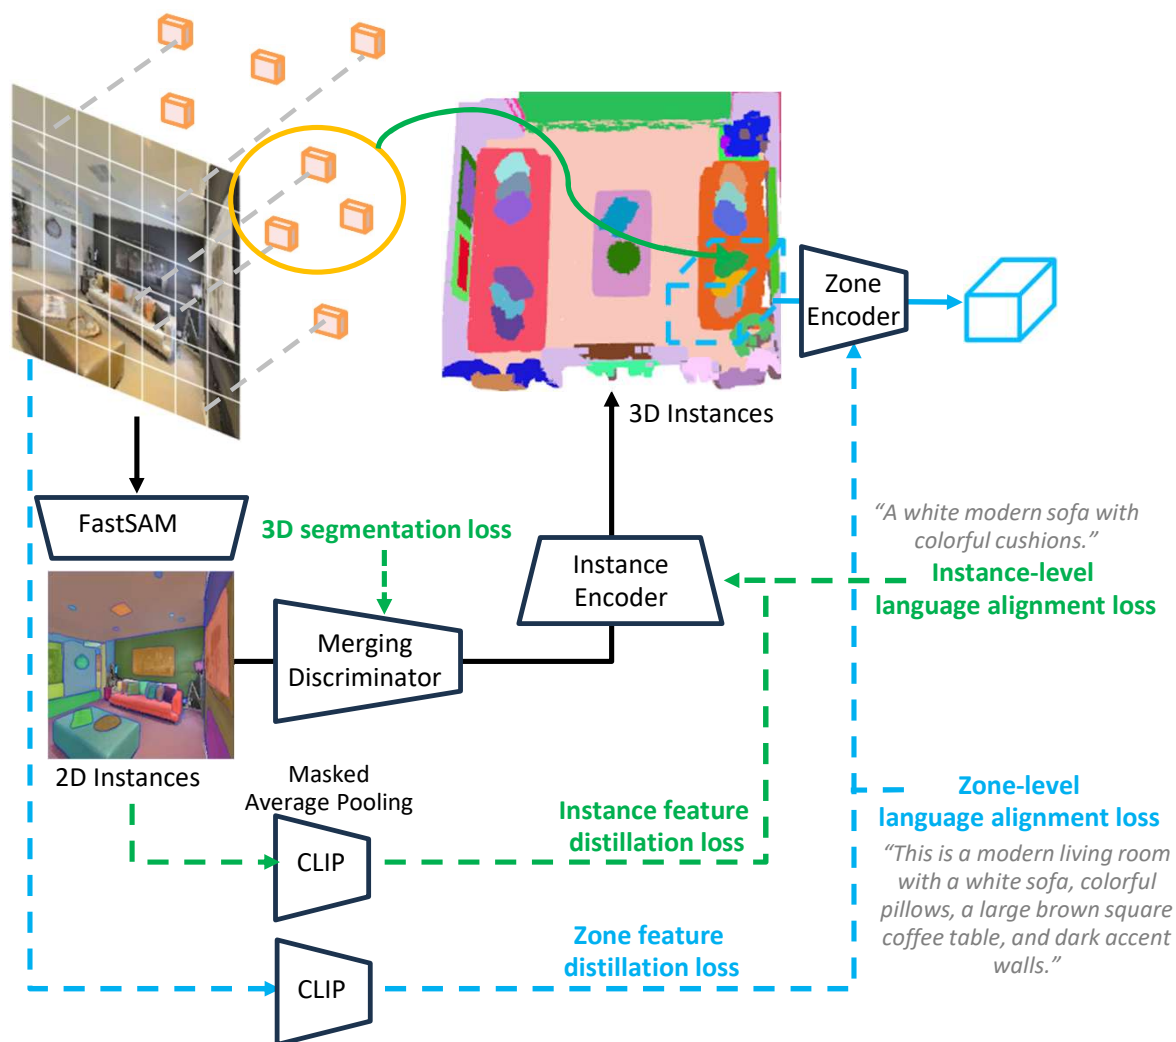 Zone
Encoder
3D Instances
FastSAM
3D segmentation loss
“A white modern sofa with
colorful cushions.”
Instance-level
language alignment loss
Instance
Encoder
Merging
Discriminator
2D Instances
Masked
Average Pooling
CLIP
Instance feature
distillation loss
Zone-level
language alignment loss
“This is a modern living room
with a white sofa, colorful
pillows, a large brown square
coffee table, and dark accent
walls.”
Zone feature
distillation loss
CLIP